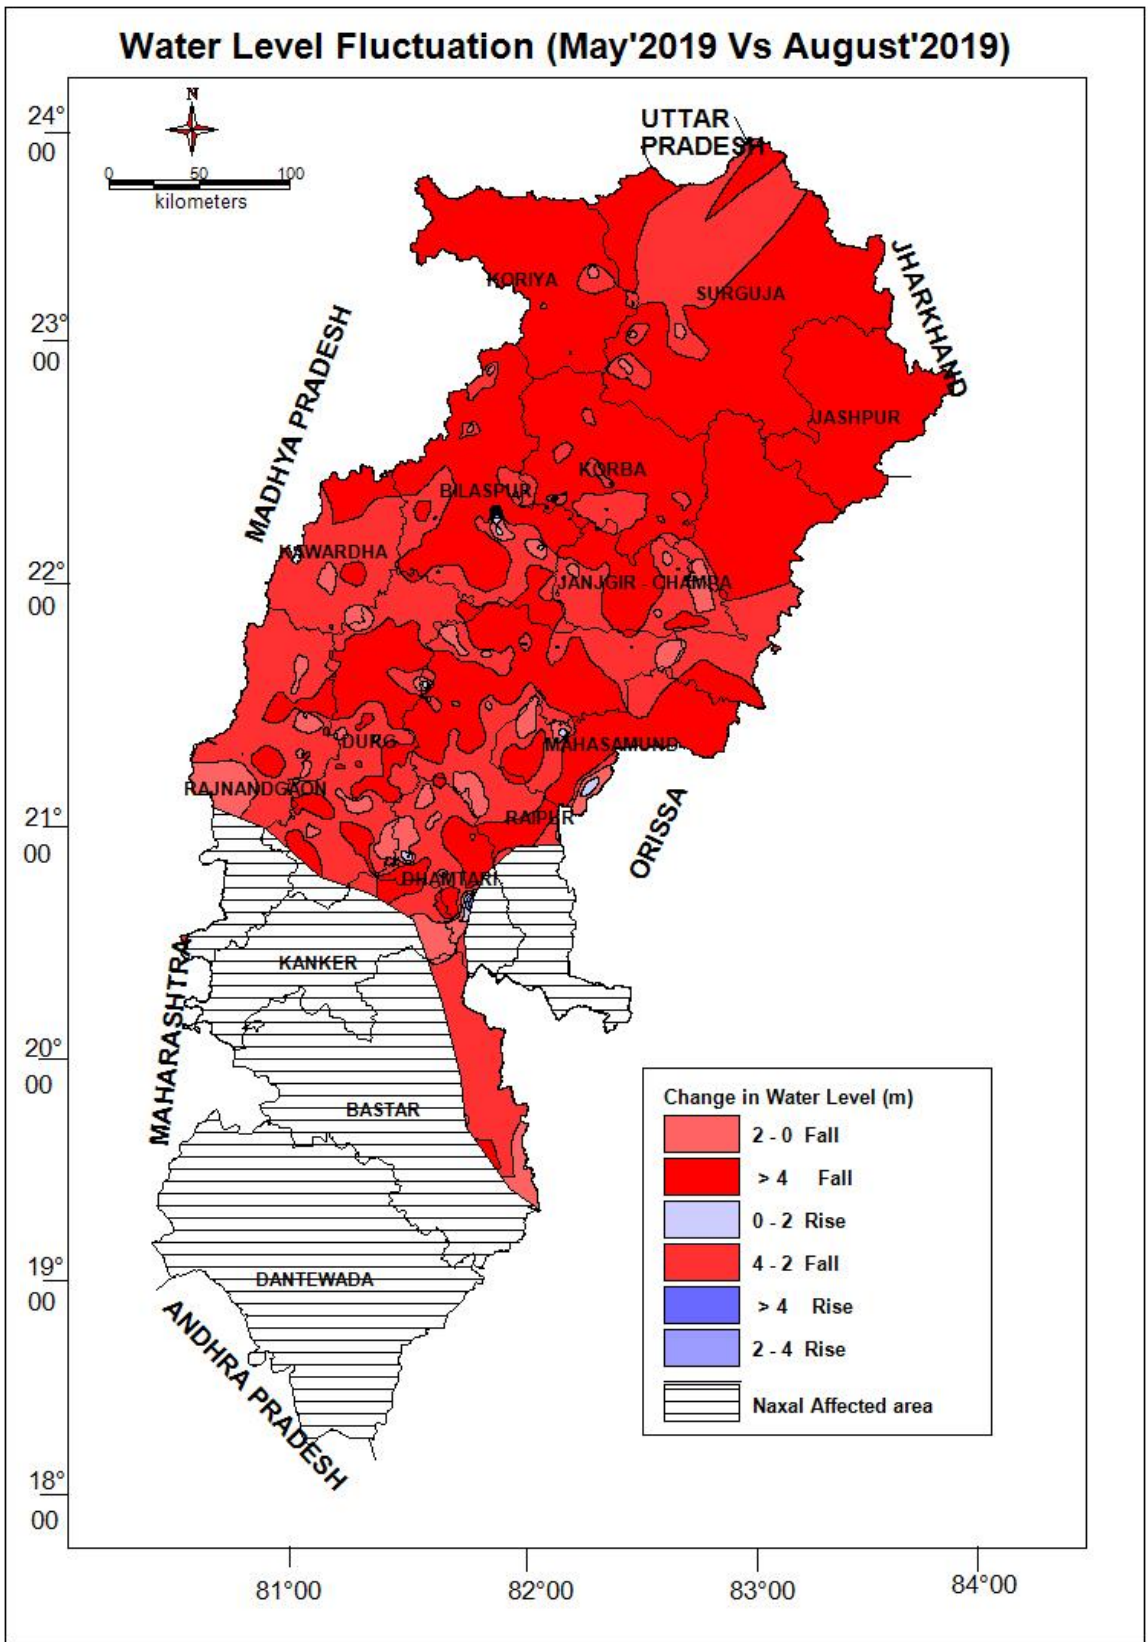 Water Level Fluctuation (May'2019 Vs August'2019)
N
0 50 100
kilometers
24°
00
23°
00
22°
00
21°
00
20°
00
19°
00
18°
00
UTTAR
PRADESH
JHARKHAND
MADHYA PRADESH
KORIYA
SURGUJA
JASHPUR
KORBA
BILASPUR
KAWARDHA
JANJGIR - CHAMPA
DURG
MAHASAMUND
RAJNANDGAON
RAIPUR
ORISSA
DHAMTARI
MAHARASHTRA
KANKER
BASTAR
DANTEWADA
ANDHRA PRADESH
Change in Water Level (m)
2 - 0 Fall
> 4 Fall
0 - 2 Rise
4 - 2 Fall
> 4 Rise
2 - 4 Rise
Naxal Affected area
81°00 82°00 83°00 84°00